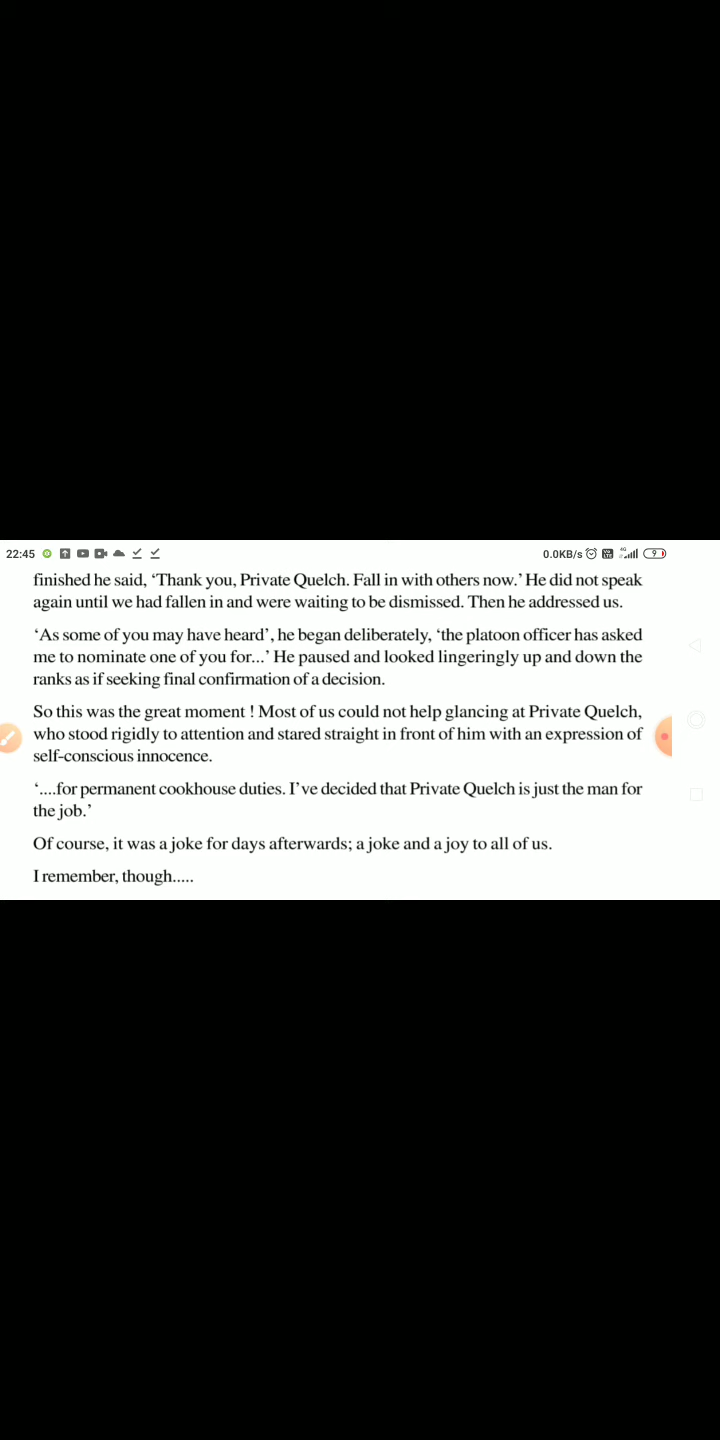 22:45
0.0KB/s 4G 9
finished he said, ‘Thank you, Private Quelch. Fall in with others now.’ He did not speak
again until we had fallen in and were waiting to be dismissed. Then he addressed us.
‘As some of you may have heard’, he began deliberately, ‘the platoon officer has asked
me to nominate one of you for...’ He paused and looked lingeringly up and down the
ranks as if seeking final confirmation of a decision.
So this was the great moment ! Most of us could not help glancing at Private Quelch,
who stood rigidly to attention and stared straight in front of him with an expression of
self-conscious innocence.
‘....for permanent cookhouse duties. I’ve decided that Private Quelch is just the man for
the job.’
Of course, it was a joke for days afterwards; a joke and a joy to all of us.
I remember, though.....